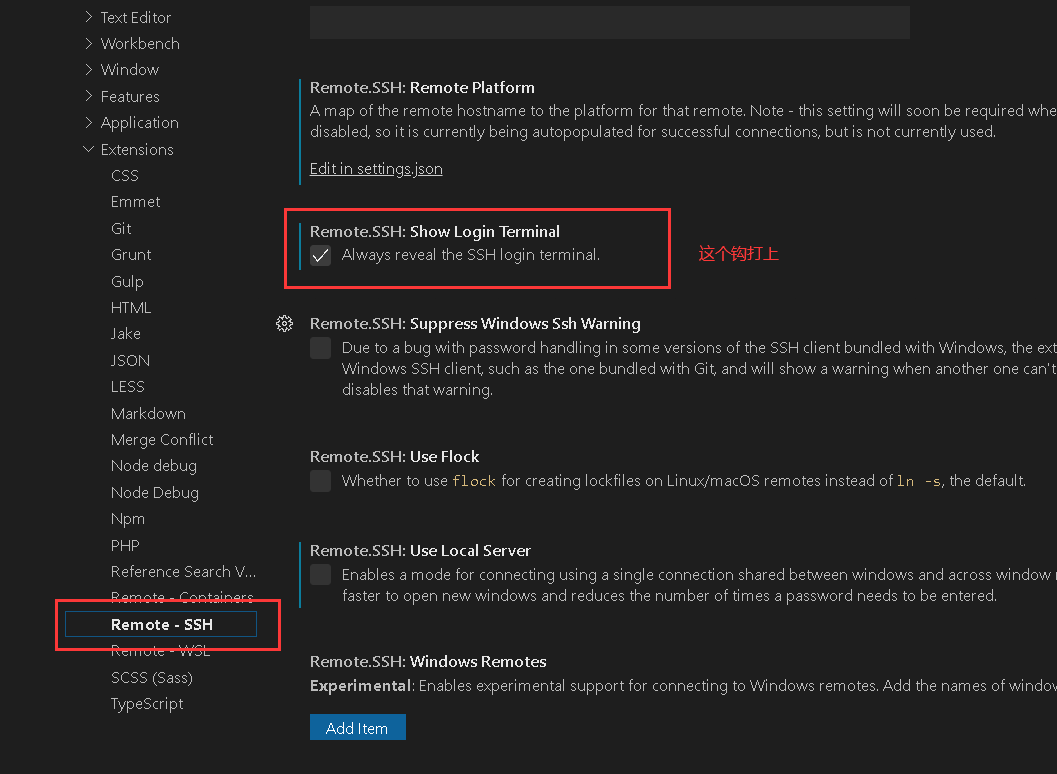 Text Editor
Workbench
Window
Features
Application
Extensions
CSS
Emmet
Git
Grunt
Gulp
HTML
Jake
JSON
LESS
Markdown
Merge Conflict
Node debug
Node Debug
Npm
PHP
Reference Search V...
Remote - Containers
Remote - SSH
Remote - WSL
SCSS (Sass)
TypeScript
Remote.SSH: Remote Platform
A map of the remote hostname to the platform for that remote. Note - this setting will soon be required whe
disabled, so it is currently being autopopulated for successful connections, but is not currently used.
Edit in settings.json
Remote.SSH: Show Login Terminal
Always reveal the SSH login terminal.
这个钩打上
Remote.SSH: Suppress Windows Ssh Warning
Due to a bug with password handling in some versions of the SSH client bundled with Windows, the ext
Windows SSH client, such as the one bundled with Git, and will show a warning when another one can't
disables that warning.
Remote.SSH: Use Flock
Whether to use flock for creating lockfiles on Linux/macOS remotes instead of ln -s, the default.
Remote.SSH: Use Local Server
Enables a mode for connecting using a single connection shared between windows and across window
faster to open new windows and reduces the number of times a password needs to be entered.
Remote.SSH: Windows Remotes
Experimental: Enables experimental support for connecting to Windows remotes. Add the names of window
Add Item